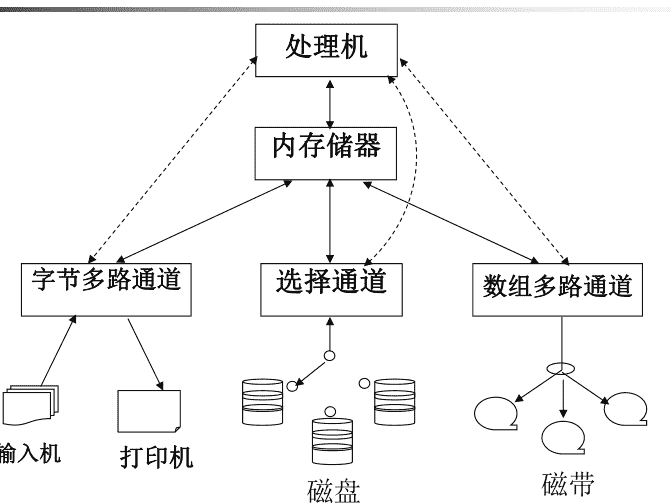 处理机
内存储器
字节多路通道
选择通道
数组多路通道
输入机
打印机
磁盘
磁带